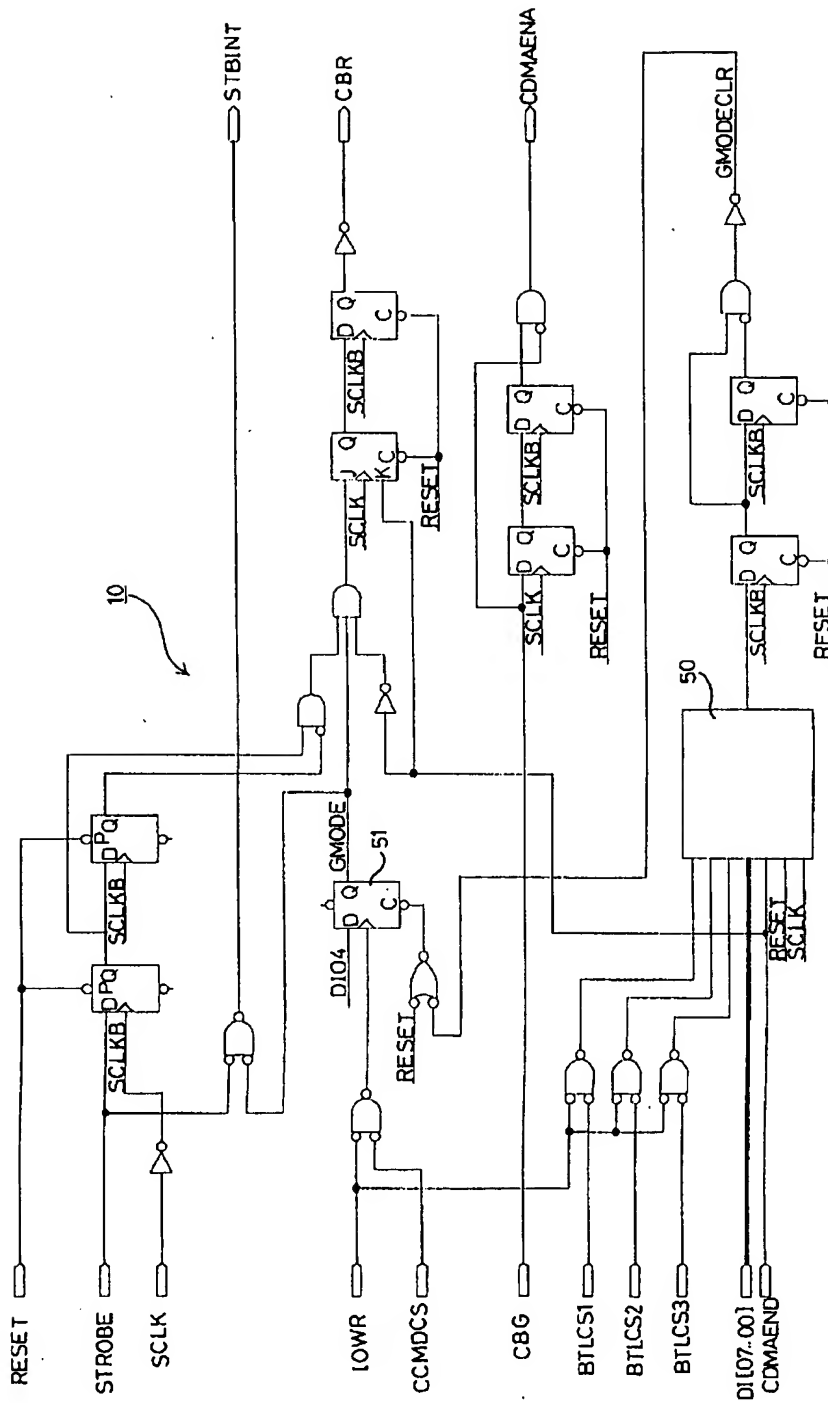 10
RESET
STROBE
SCLK
IOWR
CCMDCS
CBG
BTLCS1
BTLCS2
BTLCS3
DI[07..00]
CDMAEND
STBINT
CBR
CDMAENA
GMODECLR
D P Q
SCLKB
D P Q
SCLKB
GMODE
DI04
D Q
C
51
RESET
J Q
K C
SCLK
D Q
C
SCLKB
RESET
D Q
C
SCLK
D Q
C
SCLKB
RESET
50
RESET
SCLK
D Q
C
SCLKB
D Q
C
SCLKB
RESET